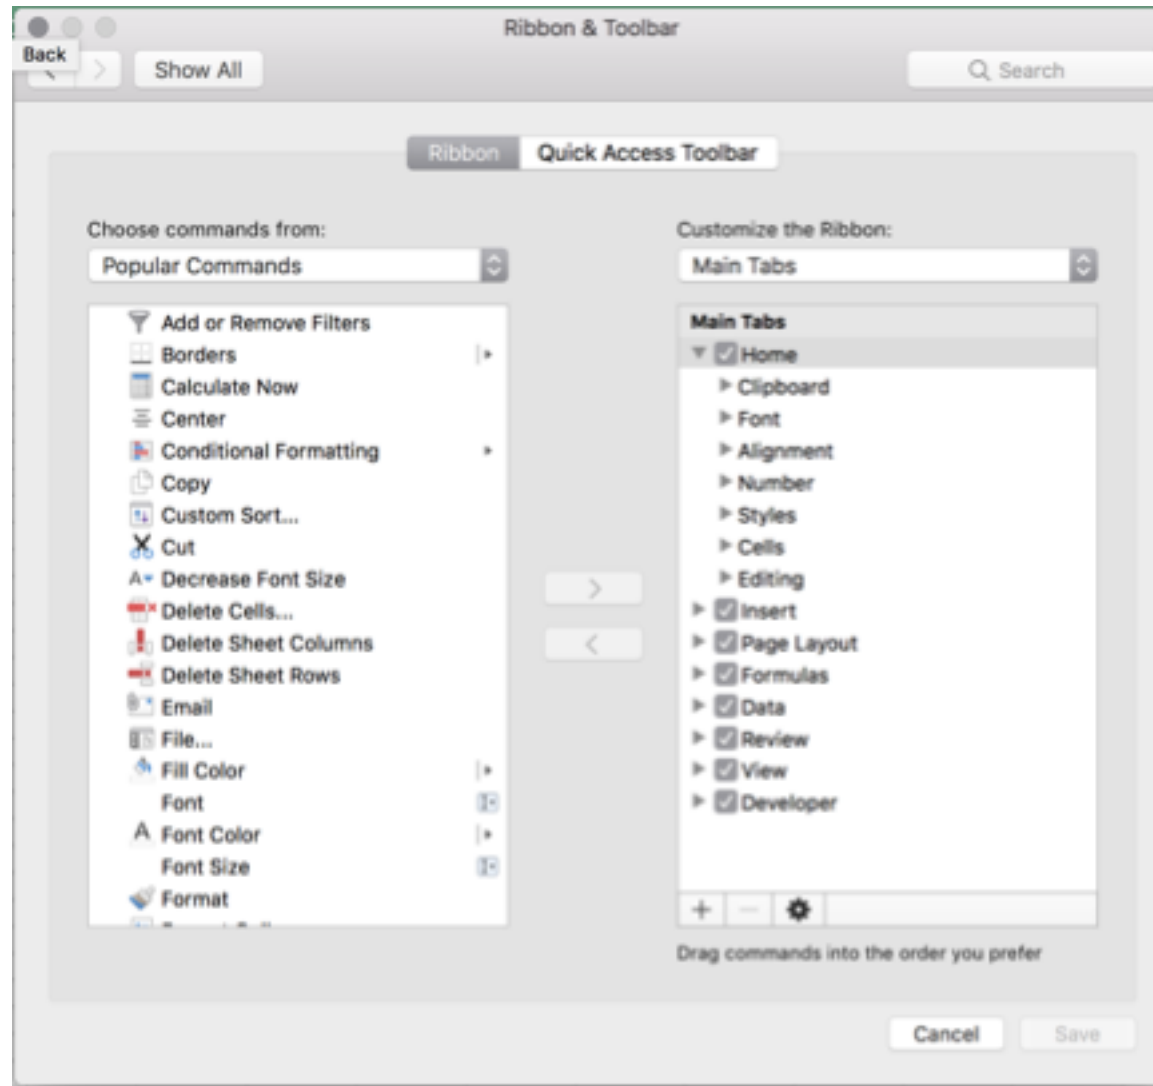 Ribbon & Toolbar
Back
Show All
Search
Ribbon
Quick Access Toolbar
Choose commands from:
Popular Commands
Add or Remove Filters
Borders
Calculate Now
Center
Conditional Formatting
Copy
Custom Sort...
Cut
Decrease Font Size
Delete Cells...
Delete Sheet Columns
Delete Sheet Rows
Email
File...
Fill Color
Font
Font Color
Font Size
Format
Customize the Ribbon:
Main Tabs
Main Tabs
Home
Clipboard
Font
Alignment
Number
Styles
Cells
Editing
Insert
Page Layout
Formulas
Data
Review
View
Developer
Drag commands into the order you prefer
Cancel
Save